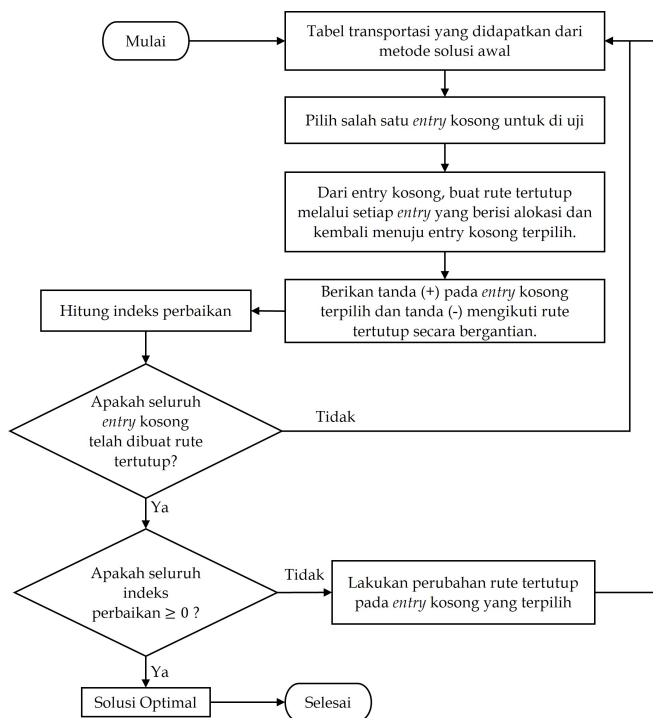 Mulai
Tabel transportasi yang didapatkan dari
metode solusi awal
Pilih salah satu entry kosong untuk di uji
Dari entry kosong, buat rute tertutup
melalui setiap entry yang berisi alokasi dan
kembali menuju entry kosong terpilih.
Berikan tanda (+) pada entry kosong
terpilih dan tanda (-) mengikuti rute
tertutup secara bergantian.
Hitung indeks perbaikan
Apakah seluruh
entry kosong
telah dibuat rute
tertutup?
Tidak
Ya
Apakah seluruh
indeks
perbaikan ≥ 0 ?
Tidak
Lakukan perubahan rute tertutup
pada entry kosong yang terpilih
Ya
Solusi Optimal
Selesai